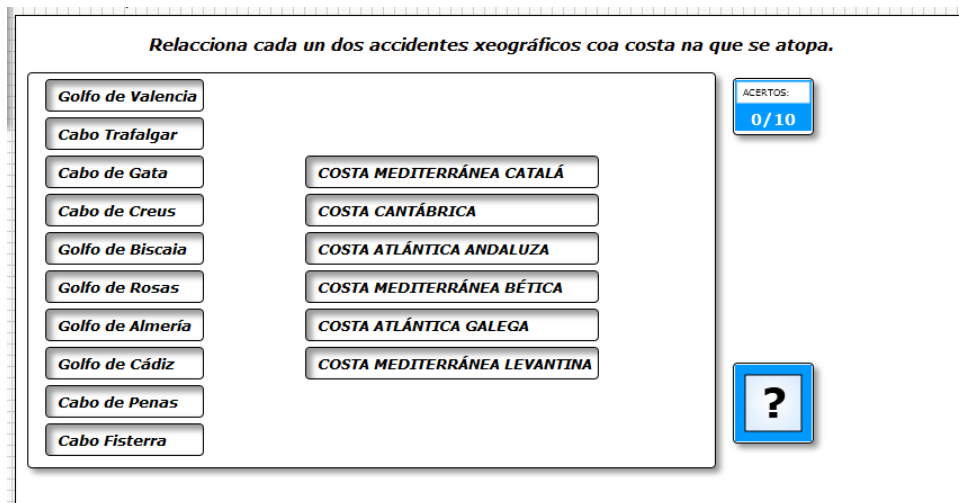 Relacciona cada un dos accidentes xeográficos coa costa na que se atopa.
Golfo de Valencia
Cabo Trafalgar
Cabo de Gata
Cabo de Creus
Golfo de Biscaia
Golfo de Rosas
Golfo de Almería
Golfo de Cádiz
Cabo de Penas
Cabo Fisterra
COSTA MEDITERRÁNEA CATALÁ
COSTA CANTÁBRICA
COSTA ATLÁNTICA ANDALUZA
COSTA MEDITERRÁNEA BÉTICA
COSTA ATLÁNTICA GALEGA
COSTA MEDITERRÁNEA LEVANTINA
ACERTOS:
0/10
?